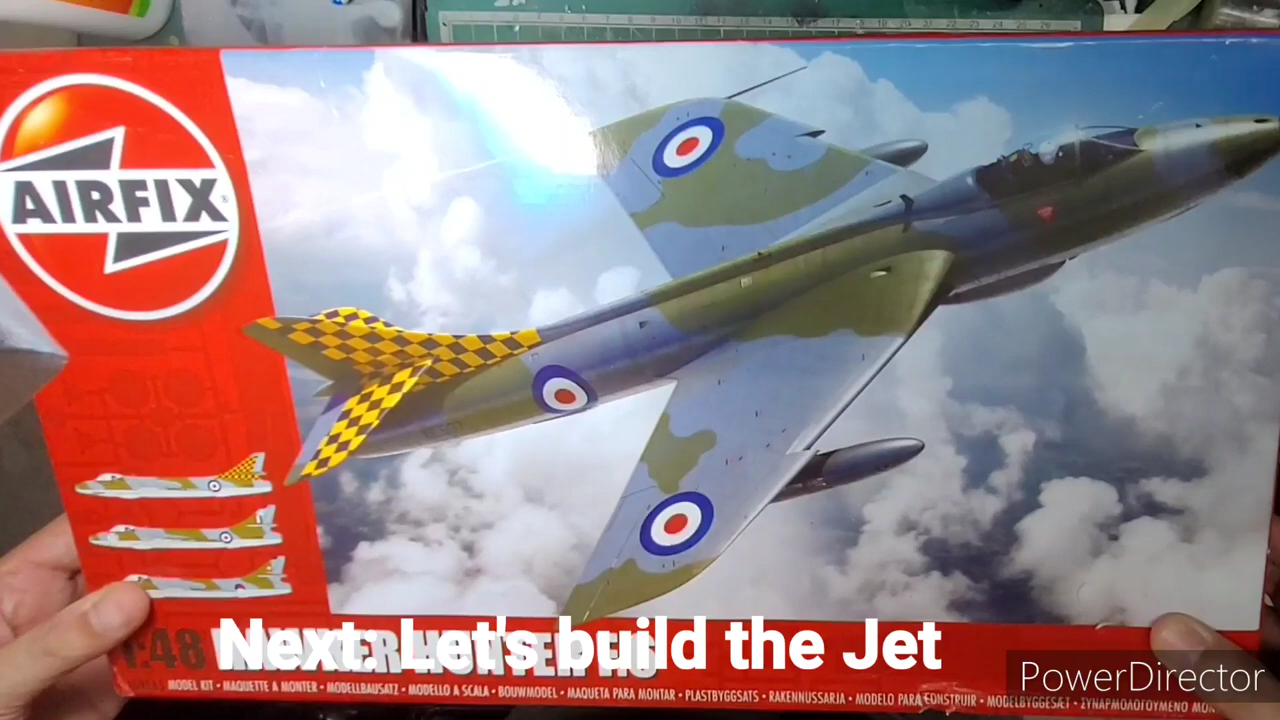 AIRFIX
1:48
Next: Let's build the Jet
PowerDirector
MODEL KIT • MAQUETTE A MONTER • MODELLBAUSATZ • MODELLO A SCALA • BOUWMODEL • MAQUETA PARA MONTAR • PLASTBYGGSATS • RAKENNUSSARJA • MODELO PARA CONSTRUIR • MODELBYGGESÆT • ΣΥΝΑΡΜΟΛΟΓΟΥΜΕΝΟ